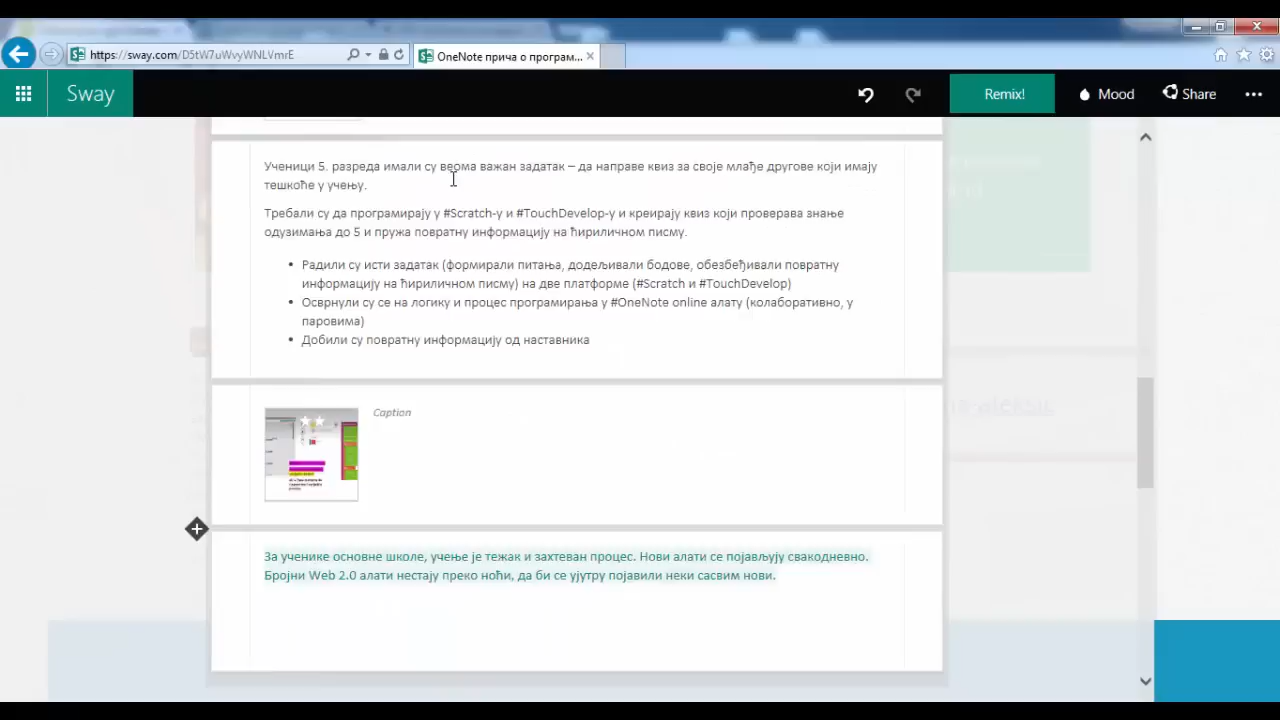 https://sway.com/D5tW7uWvyWNLVmrE
OneNote прича о програм...
Sway
Remix!
Mood
Share
Ученици 5. разреда имали су веома важан задатак – да направе квиз за своје млађе другове који имају
тешкоће у учењу.
Требали су да програмирају у #Scratch-у и #TouchDevelop-у и креирају квиз који проверава знање
одузимања до 5 и пружа повратну информацију на ћириличном писму.
• Радили су исти задатак (формирали питања, додељивали бодове, обезбеђивали повратну
информацију на ћириличном писму) на две платформе (#Scratch и #TouchDevelop)
• Осврнули су се на логику и процес програмирања у #OneNote online алату (колаборативно, у
паровима)
• Добили су повратну информацију од наставника
Caption
За ученике основне школе, учење је тежак и захтеван процес. Нови алати се појављују свакодневно.
Бројни Web 2.0 алати нестају преко ноћи, да би се ујутру појавили неки сасвим нови.